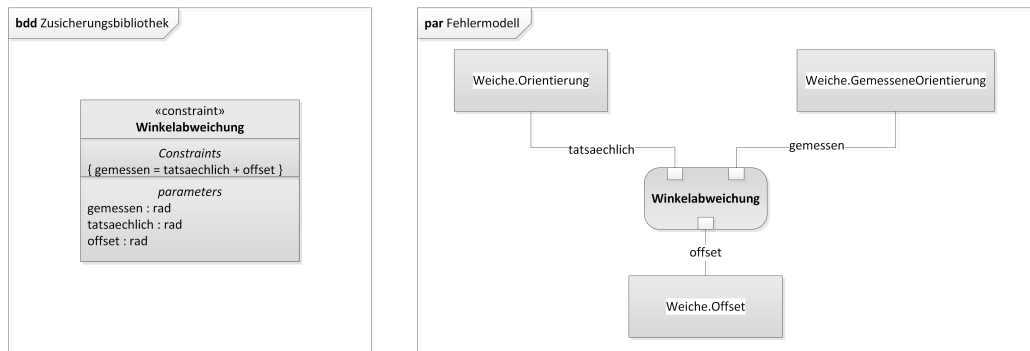 bdd Zusicherungsbibliothek
«constraint»
Winkelabweichung
Constraints
{ gemessen = tatsaechlich + offset }
parameters
gemessen : rad
tatsaechlich : rad
offset : rad
par Fehlermodell
Weiche.Orientierung
Weiche.GemesseneOrientierung
tatsaechlich
gemessen
Winkelabweichung
offset
Weiche.Offset